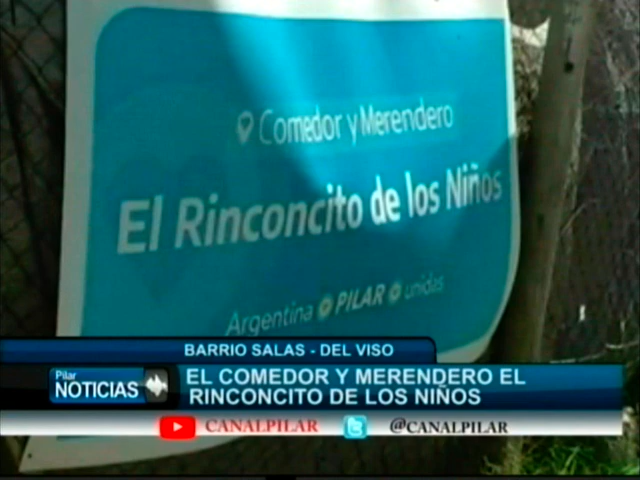 Comedor y Merendero
El Rinconcito de los Niños
Argentina PILAR unidas
BARRIO SALAS - DEL VISO
Pilar
NOTICIAS
EL COMEDOR Y MERENDERO EL
RINCONCITO DE LOS NIÑOS
CANALPILAR @CANALPILAR